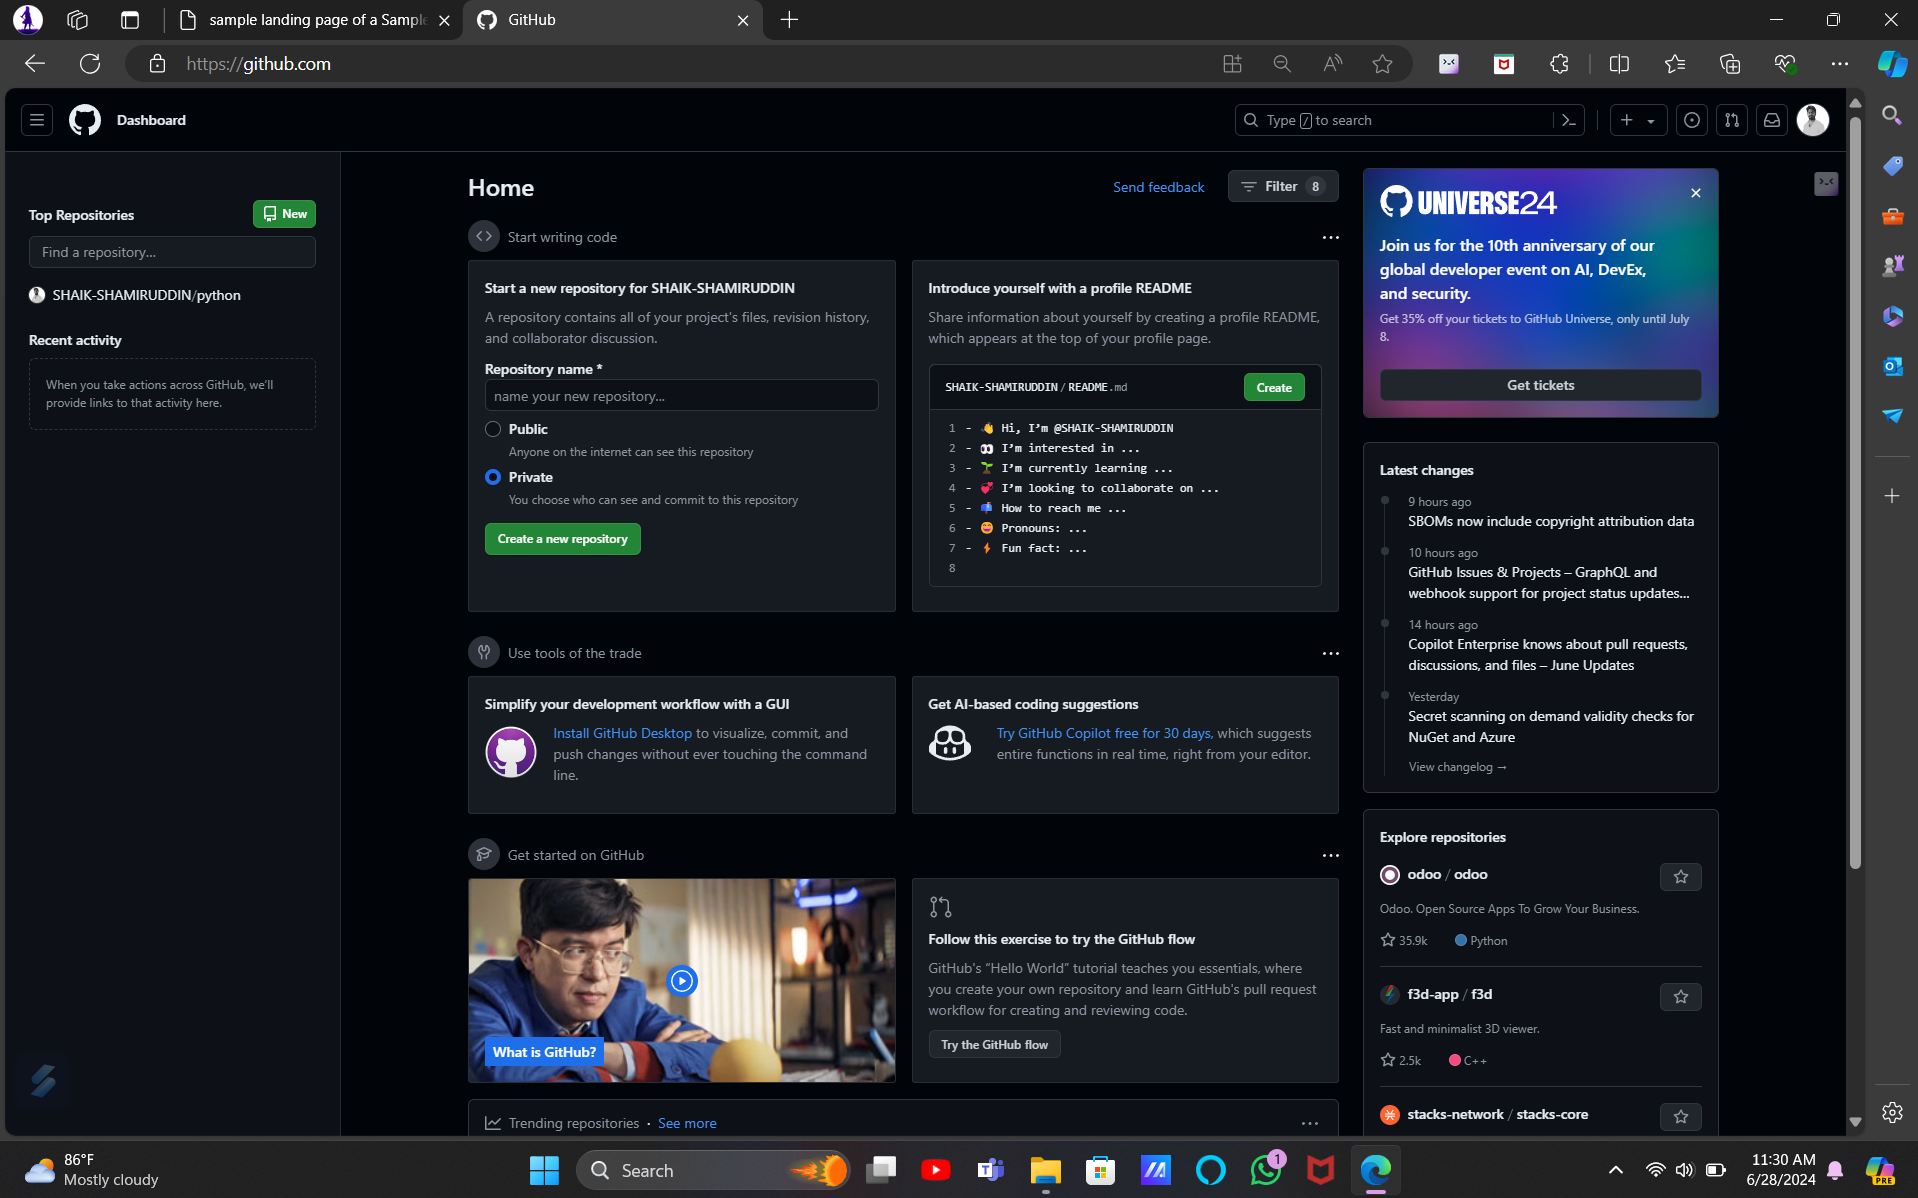 sample landing page of a Sample
GitHub
https://github.com
Dashboard
Type / to search
Top Repositories
New
Find a repository...
SHAIK-SHAMIRUDDIN/python
Recent activity
When you take actions across GitHub, we'll
provide links to that activity here.
Home
Send feedback
Filter 8
Start writing code
Start a new repository for SHAIK-SHAMIRUDDIN
A repository contains all of your project's files, revision history,
and collaborator discussion.
Repository name *
name your new repository...
Public
Anyone on the internet can see this repository
Private
You choose who can see and commit to this repository
Create a new repository
Introduce yourself with a profile README
Share information about yourself by creating a profile README,
which appears at the top of your profile page.
SHAIK-SHAMIRUDDIN / README.md
Create
1 - 👋 Hi, I'm @SHAIK-SHAMIRUDDIN
2 - 👀 I'm interested in ...
3 - 🌱 I'm currently learning ...
4 - 💞️ I'm looking to collaborate on ...
5 - 📫 How to reach me ...
6 - 😄 Pronouns: ...
7 - ⚡ Fun fact: ...
8
Use tools of the trade
Simplify your development workflow with a GUI
Install GitHub Desktop to visualize, commit, and
push changes without ever touching the command
line.
Get AI-based coding suggestions
Try GitHub Copilot free for 30 days, which suggests
entire functions in real time, right from your editor.
Get started on GitHub
What is GitHub?
Follow this exercise to try the GitHub flow
GitHub's “Hello World” tutorial teaches you essentials, where
you create your own repository and learn GitHub's pull request
workflow for creating and reviewing code.
Try the GitHub flow
Trending repositories · See more
UNIVERSE24
Join us for the 10th anniversary of our
global developer event on AI, DevEx,
and security.
Get 35% off your tickets to GitHub Universe, only until July
8.
Get tickets
Latest changes
9 hours ago
SBOMs now include copyright attribution data
10 hours ago
GitHub Issues & Projects – GraphQL and
webhook support for project status updates...
14 hours ago
Copilot Enterprise knows about pull requests,
discussions, and files – June Updates
Yesterday
Secret scanning on demand validity checks for
NuGet and Azure
View changelog →
Explore repositories
odoo / odoo
Odoo. Open Source Apps To Grow Your Business.
35.9k Python
f3d-app / f3d
Fast and minimalist 3D viewer.
2.5k C++
stacks-network / stacks-core
86°F
Mostly cloudy
Search
1
11:30 AM
6/28/2024
PRE